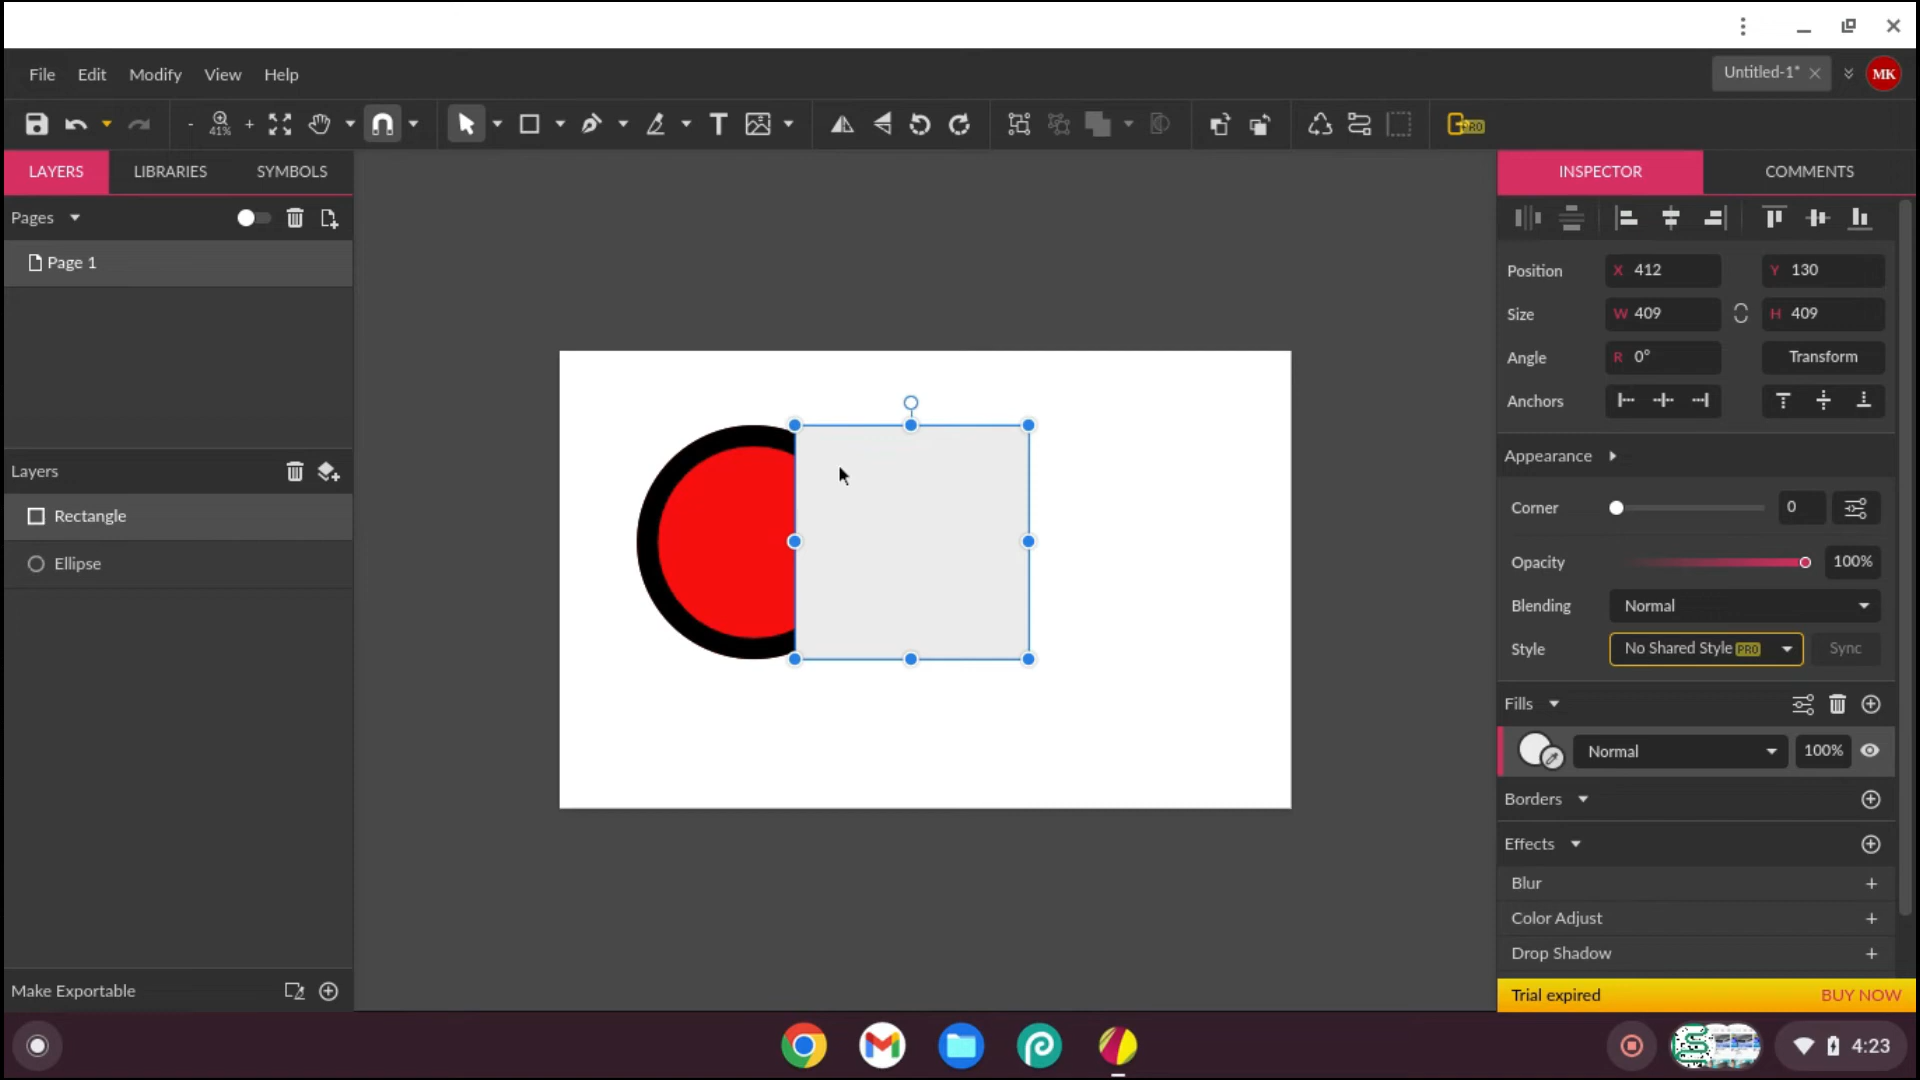 File Edit Modify View Help
Untitled-1*
MK
- 41% +
T
PRO
LAYERS LIBRARIES SYMBOLS
INSPECTOR COMMENTS
Pages
Page 1
Position X 412 Y 130
Size W 409 H 409
Angle R 0° Transform
Anchors
Appearance
Layers
Rectangle
Ellipse
Corner 0
Opacity 100%
Blending Normal
Style No Shared Style PRO Sync
Fills
Normal 100%
Borders
Effects
Blur +
Color Adjust +
Drop Shadow +
Make Exportable
Trial expired BUY NOW
4:23